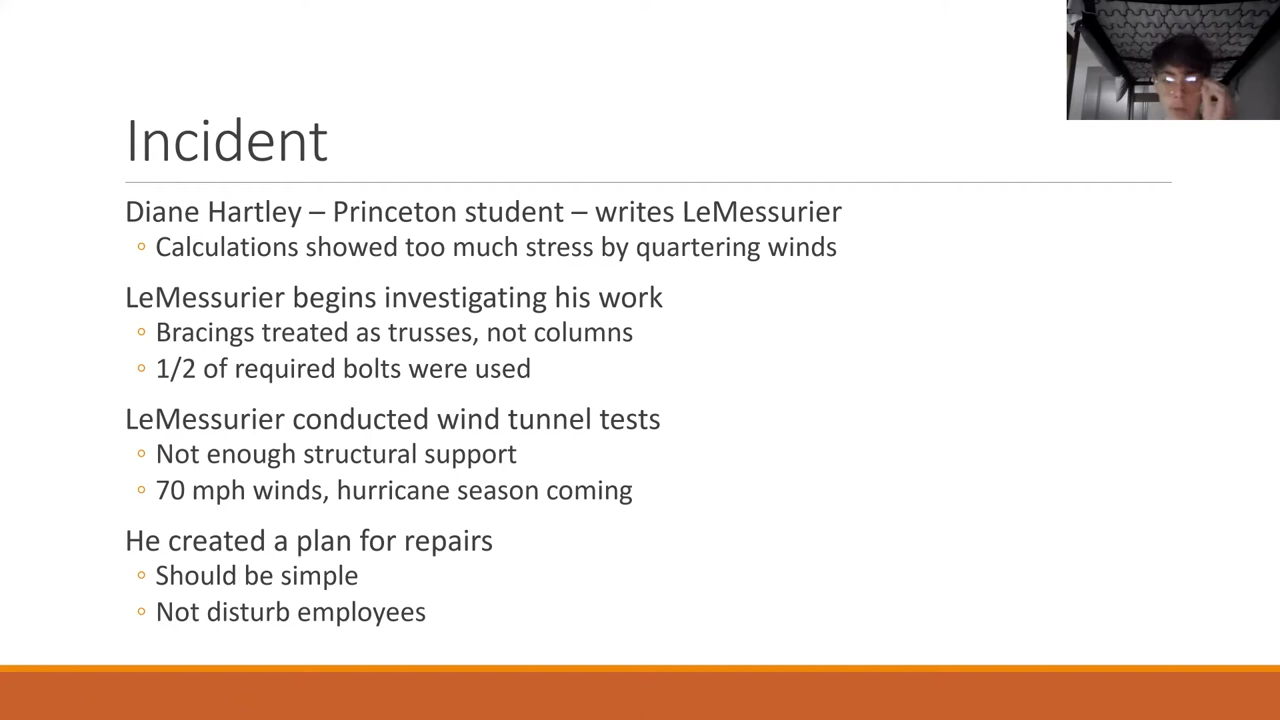 Incident
Diane Hartley – Princeton student – writes LeMessurier
◦ Calculations showed too much stress by quartering winds
LeMessurier begins investigating his work
◦ Bracings treated as trusses, not columns
◦ 1/2 of required bolts were used
LeMessurier conducted wind tunnel tests
◦ Not enough structural support
◦ 70 mph winds, hurricane season coming
He created a plan for repairs
◦ Should be simple
◦ Not disturb employees